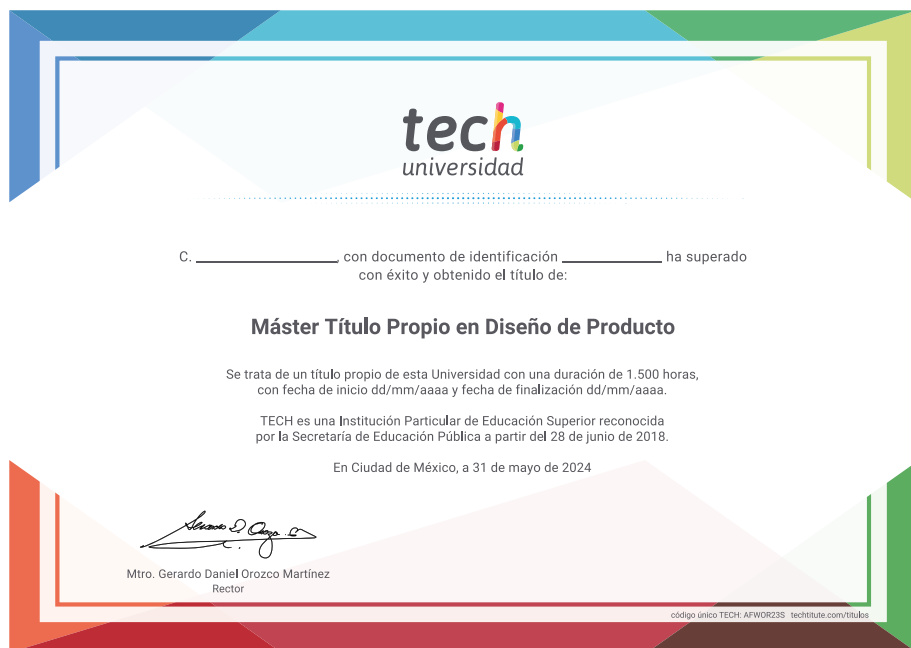 tech
universidad
C. ____________, con documento de identificación ____________ ha superado
con éxito y obtenido el título de:
Máster Título Propio en Diseño de Producto
Se trata de un título propio de esta Universidad con una duración de 1.500 horas,
con fecha de inicio dd/mm/aaaa y fecha de finalización dd/mm/aaaa.
TECH es una Institución Particular de Educación Superior reconocida
por la Secretaría de Educación Pública a partir del 28 de junio de 2018.
En Ciudad de México, a 31 de mayo de 2024
Mtro. Gerardo Daniel Orozco Martínez
Rector
código único TECH: AFWOR23S techtitute.com/titulos